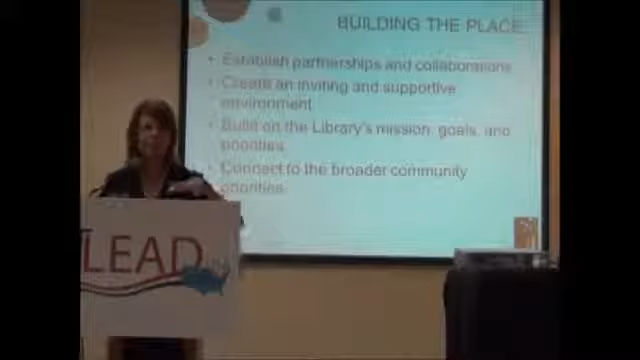 BUILDING THE PLACE
• Establish partnerships and collaborations
• Create an inviting and supportive
environment
• Build on the Library's mission, goals, and
priorities
• Connect to the broader community
priorities
LEAD